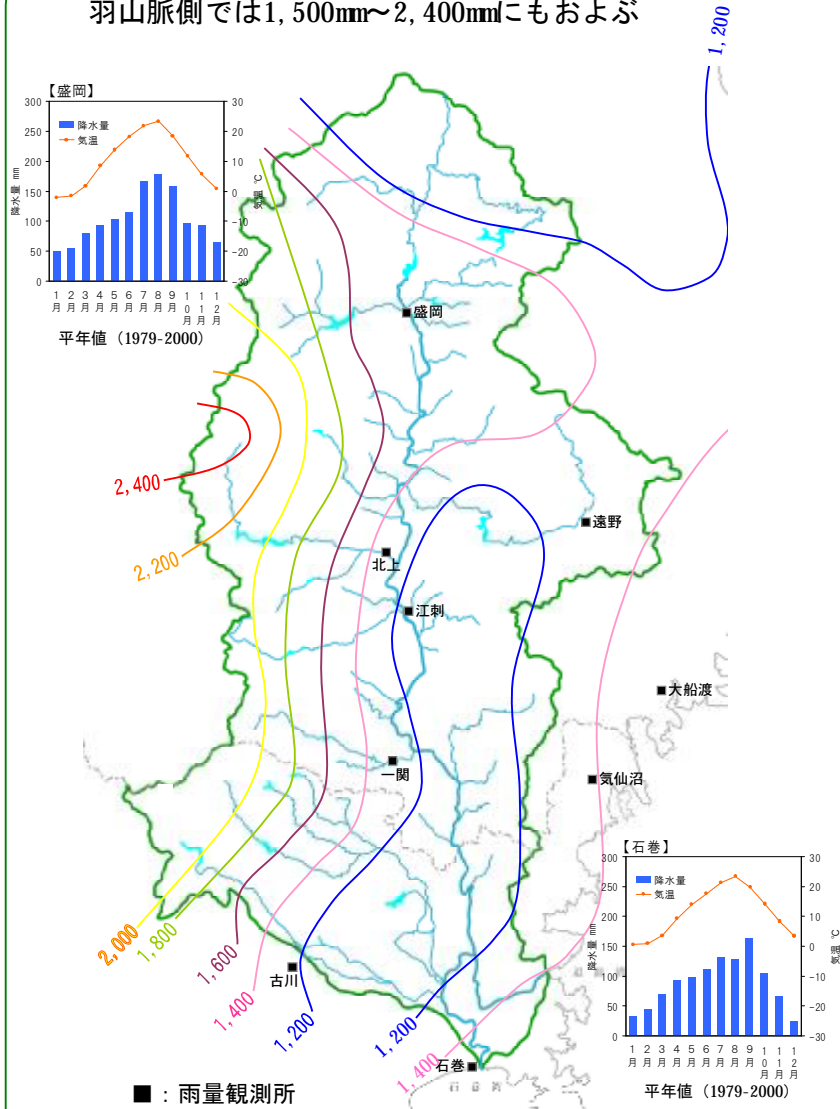 羽山脈側では1,500mm～2,400mmにもおよぶ
1,200
【盛岡】
300
250
200
150
100
50
0
降水量 mm
30
20
10
0
-10
-20
-30
気温 ℃
降水量
気温
1月 2月 3月 4月 5月 6月 7月 8月 9月 10月 11月 12月
平年値（1979-2000）
盛岡
2,400
2,200
遠野
北上
江刺
大船渡
一関
気仙沼
2,000
1,800
1,600
1,400
1,200
古川
1,200
1,400
石巻
【石巻】
300
250
200
150
100
50
0
降水量 mm
30
20
10
0
-10
-20
-30
気温 ℃
降水量
気温
1月 2月 3月 4月 5月 6月 7月 8月 9月 10月 11月 12月
平年値（1979-2000）
■：雨量観測所